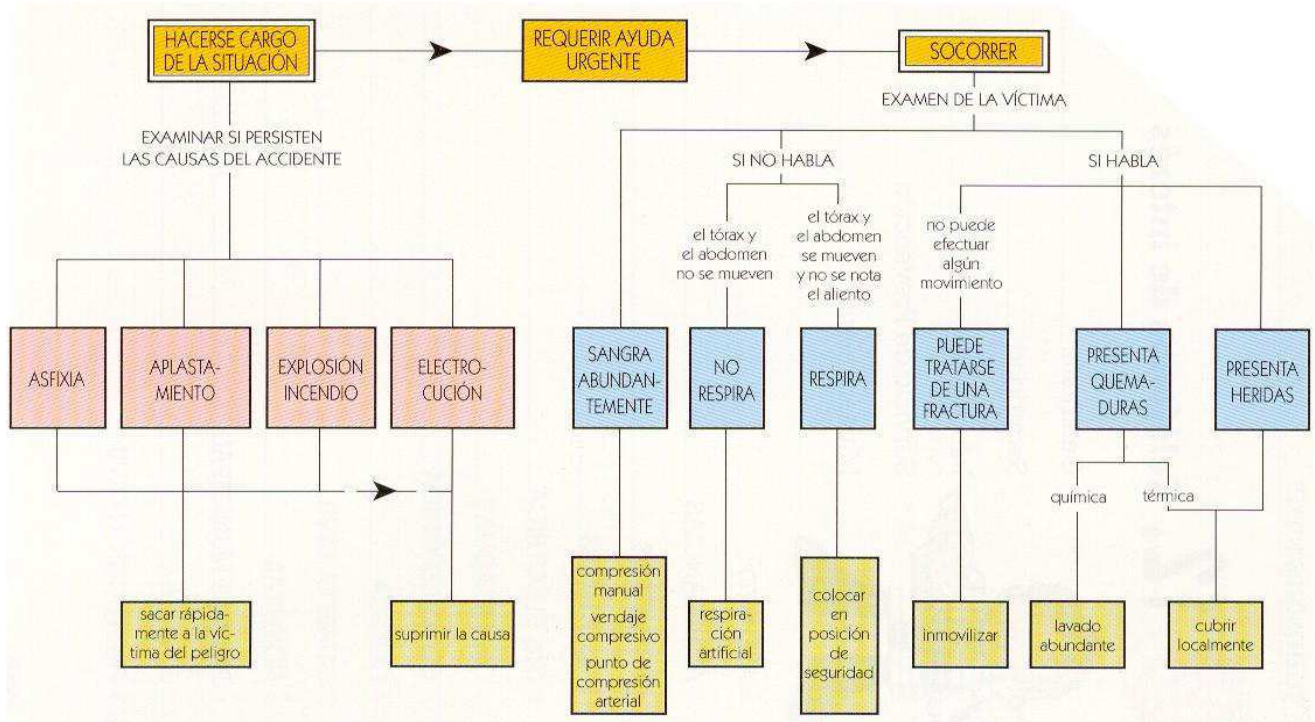 HACERSE CARGO
DE LA SITUACIÓN
REQUERIR AYUDA
URGENTE
SOCORRER
EXAMEN DE LA VÍCTIMA
EXAMINAR SI PERSISTEN
LAS CAUSAS DEL ACCIDENTE
SI NO HABLA
SI HABLA
el tórax y
el abdomen
no se mueven
el tórax y
el abdomen
se mueven
y no se nota
el aliento
no puede
efectuar
algún
movimiento
ASFIXIA
APLASTA-
MIENTO
EXPLOSIÓN
INCENDIO
ELECTRO-
CUCIÓN
SANGRA
ABUNDAN-
TEMENTE
NO
RESPIRA
RESPIRA
PUEDE
TRATARSE
DE UNA
FRACTURA
PRESENTA
QUEMA-
DURAS
PRESENTA
HERIDAS
química
térmica
sacar rápida-
mente a la víc-
tima del peligro
suprimir la causa
compresión
manual
vendaje
compresivo
punto de
compresión
arterial
respira-
ción
artificial
colocar
en
posición
de
seguridad
inmovilizar
lavado
abundante
cubrir
localmente